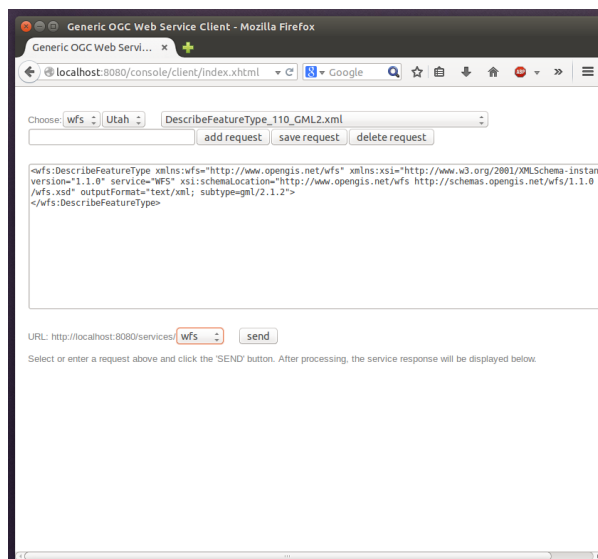 Generic OGC Web Service Client - Mozilla Firefox
Generic OGC Web Servi... ×
localhost:8080/console/client/index.xhtml Google ABP
Choose: wfs Utah DescribeFeatureType_110_GML2.xml
add request save request delete request
<wfs:DescribeFeatureType xmlns:wfs="http://www.opengis.net/wfs" xmlns:xsi="http://www.w3.org/2001/XMLSchema-instan
version="1.1.0" service="WFS" xsi:schemaLocation="http://www.opengis.net/wfs http://schemas.opengis.net/wfs/1.1.0
/wfs.xsd" outputFormat="text/xml; subtype=gml/2.1.2">
</wfs:DescribeFeatureType>
URL: http://localhost:8080/services/ wfs send
Select or enter a request above and click the 'SEND' button. After processing, the service response will be displayed below.